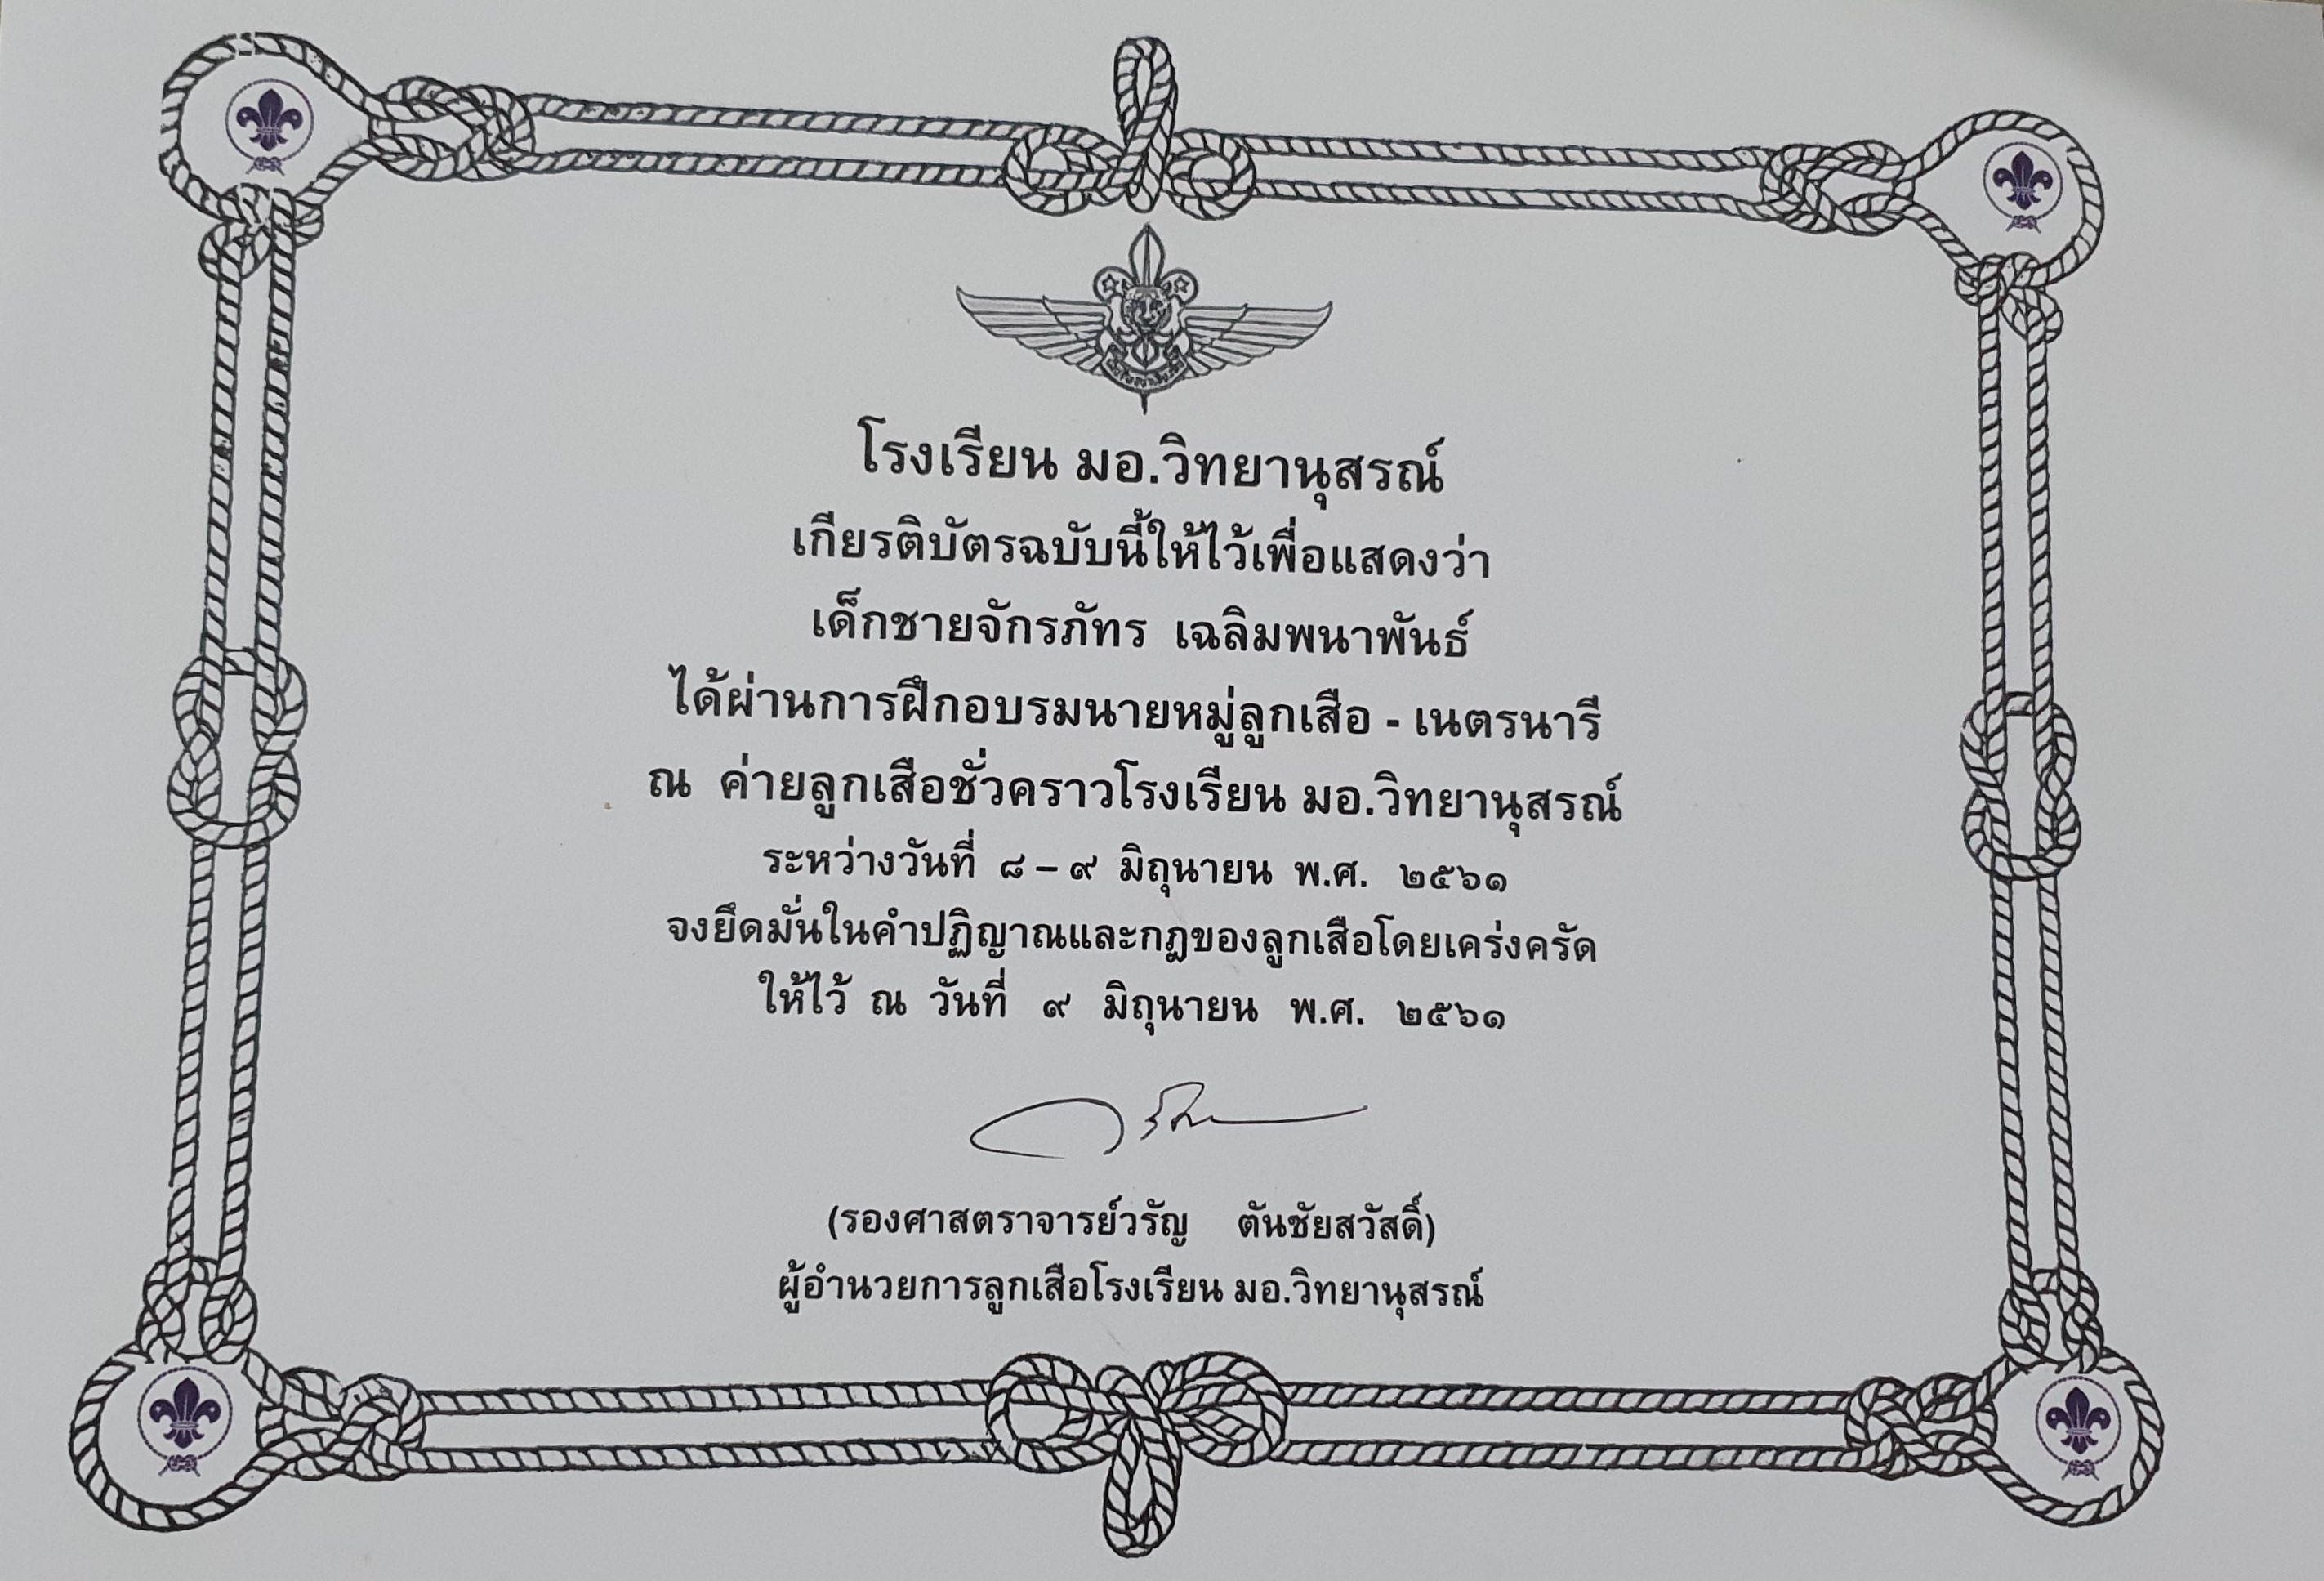 โรงเรียน มอ.วิทยานุสรณ์
เกียรติบัตรฉบับนี้ให้ไว้เพื่อแสดงว่า
เด็กชายจักรภัทร เฉลิมพนาพันธ์
ได้ผ่านการฝึกอบรมนายหมู่ลูกเสือ - เนตรนารี
ณ ค่ายลูกเสือชั่วคราวโรงเรียน มอ.วิทยานุสรณ์
ระหว่างวันที่ ๘ – ๙ มิถุนายน พ.ศ. ๒๕๖๑
จงยึดมั่นในคำปฏิญาณและกฎของลูกเสือโดยเคร่งครัด
ให้ไว้ ณ วันที่ ๙ มิถุนายน พ.ศ. ๒๕๖๑
(รองศาสตราจารย์วรัญ ตันชัยสวัสดิ์)
ผู้อำนวยการลูกเสือโรงเรียน มอ.วิทยานุสรณ์